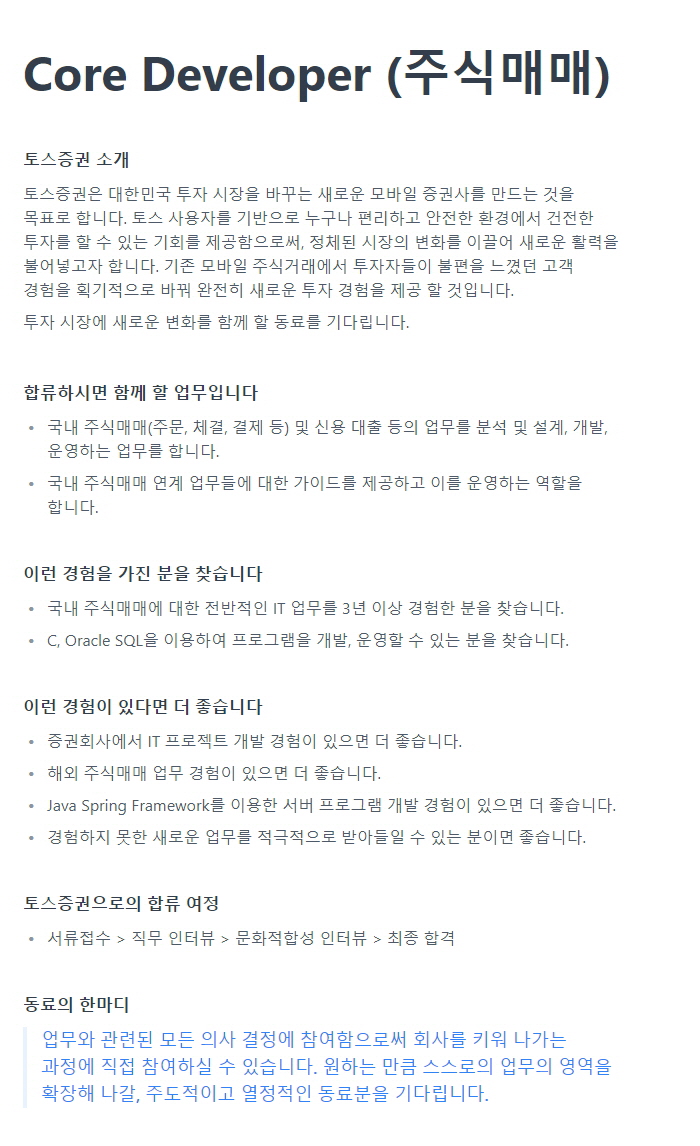 Core Developer (주식매매)
토스증권 소개
토스증권은 대한민국 투자 시장을 바꾸는 새로운 모바일 증권사를 만드는 것을
목표로 합니다. 토스 사용자를 기반으로 누구나 편리하고 안전한 환경에서 건전한
투자를 할 수 있는 기회를 제공함으로써, 정체된 시장의 변화를 이끌어 새로운 활력을
불어넣고자 합니다. 기존 모바일 주식거래에서 투자자들이 불편을 느꼈던 고객
경험을 획기적으로 바꿔 완전히 새로운 투자 경험을 제공 할 것입니다.
투자 시장에 새로운 변화를 함께 할 동료를 기다립니다.
합류하시면 함께 할 업무입니다
• 국내 주식매매(주문, 체결, 결제 등) 및 신용 대출 등의 업무를 분석 및 설계, 개발,
운영하는 업무를 합니다.
• 국내 주식매매 연계 업무들에 대한 가이드를 제공하고 이를 운영하는 역할을
합니다.
이런 경험을 가진 분을 찾습니다
• 국내 주식매매에 대한 전반적인 IT 업무를 3년 이상 경험한 분을 찾습니다.
• C, Oracle SQL을 이용하여 프로그램을 개발, 운영할 수 있는 분을 찾습니다.
이런 경험이 있다면 더 좋습니다
• 증권회사에서 IT 프로젝트 개발 경험이 있으면 더 좋습니다.
• 해외 주식매매 업무 경험이 있으면 더 좋습니다.
• Java Spring Framework를 이용한 서버 프로그램 개발 경험이 있으면 더 좋습니다.
• 경험하지 못한 새로운 업무를 적극적으로 받아들일 수 있는 분이면 좋습니다.
토스증권으로의 합류 여정
• 서류접수 > 직무 인터뷰 > 문화적합성 인터뷰 > 최종 합격
동료의 한마디
업무와 관련된 모든 의사 결정에 참여함으로써 회사를 키워 나가는
과정에 직접 참여하실 수 있습니다. 원하는 만큼 스스로의 업무의 영역을
확장해 나갈, 주도적이고 열정적인 동료분을 기다립니다.